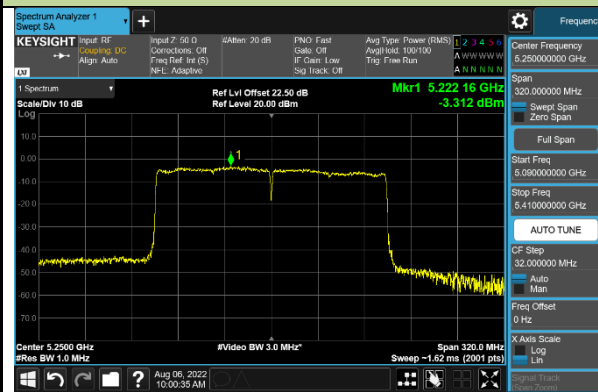 Spectrum Analyzer 1
Swept SA
+
Frequenc
KEYSIGHT
Input: RF
Coupling: DC
Align: Auto
Input Z: 50 Ω
Corrections: Off
Freq Ref: Int (S)
NFE: Adaptive
#Atten: 20 dB
PNO: Fast
Gate: Off
IF Gain: Low
Sig Track: Off
Avg Type: Power (RMS)
Avg|Hold: 100/100
Trig: Free Run
1 2 3 4 5 6
A W W W W W
A N N N N N
LXI
1 Spectrum
Scale/Div 10 dB
Ref Lvl Offset 22.50 dB
Ref Level 20.00 dBm
Mkr1 5.222 16 GHz
-3.312 dBm
Log
10.0
0.00
-10.0
-20.0
-30.0
-40.0
-50.0
-60.0
-70.0
1
Center 5.2500 GHz
#Res BW 1.0 MHz
#Video BW 3.0 MHz*
Span 320.0 MHz
Sweep ~1.62 ms (2001 pts)
Aug 06, 2022
10:00:35 AM
?
Center Frequency
5.250000000 GHz
Span
320.000000 MHz
Swept Span
Zero Span
Full Span
Start Freq
5.090000000 GHz
Stop Freq
5.410000000 GHz
AUTO TUNE
CF Step
32.000000 MHz
Auto
Man
Freq Offset
0 Hz
X Axis Scale
Log
Lin
Signal Track
(Span Zoom)